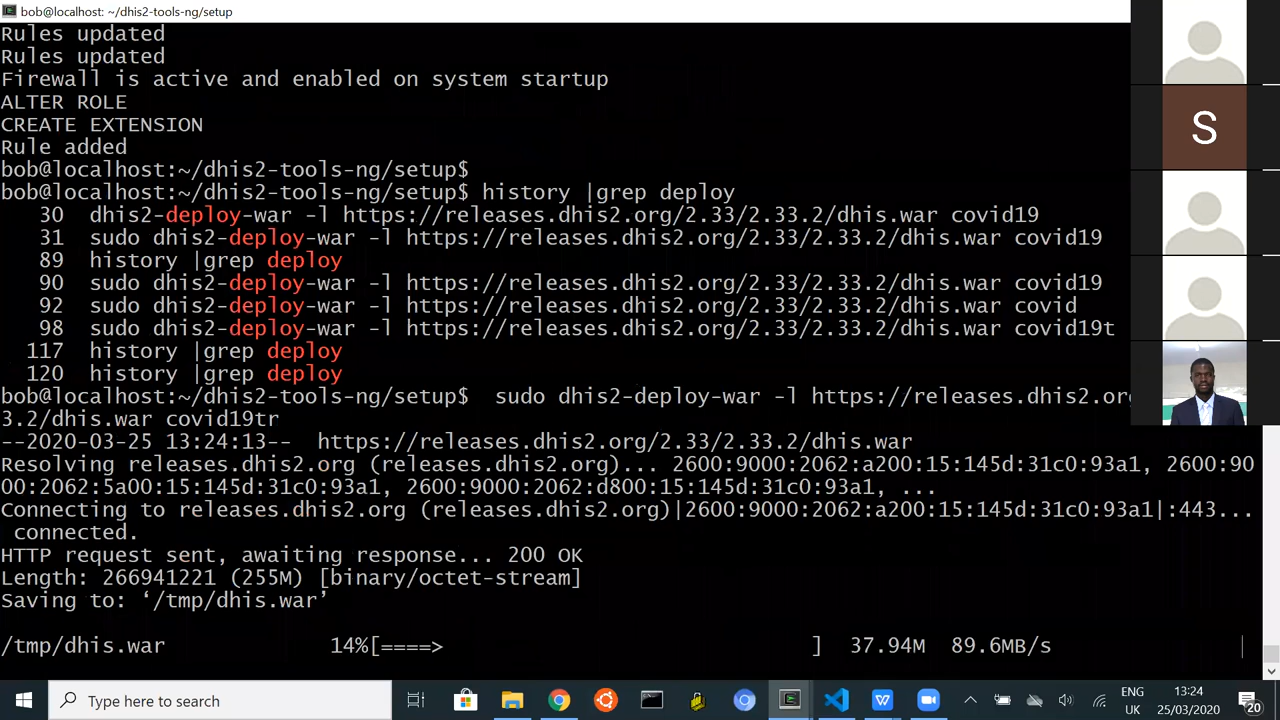 bob@localhost: ~/dhis2-tools-ng/setup
Rules updated
Rules updated
Firewall is active and enabled on system startup
ALTER ROLE
CREATE EXTENSION
Rule added
bob@localhost:~/dhis2-tools-ng/setup$
bob@localhost:~/dhis2-tools-ng/setup$ history |grep deploy
30 dhis2-deploy-war -l https://releases.dhis2.org/2.33/2.33.2/dhis.war covid19
31 sudo dhis2-deploy-war -l https://releases.dhis2.org/2.33/2.33.2/dhis.war covid19
89 history |grep deploy
90 sudo dhis2-deploy-war -l https://releases.dhis2.org/2.33/2.33.2/dhis.war covid19
92 sudo dhis2-deploy-war -l https://releases.dhis2.org/2.33/2.33.2/dhis.war covid
98 sudo dhis2-deploy-war -l https://releases.dhis2.org/2.33/2.33.2/dhis.war covid19t
117 history |grep deploy
120 history |grep deploy
bob@localhost:~/dhis2-tools-ng/setup$ sudo dhis2-deploy-war -l https://releases.dhis2.or
3.2/dhis.war covid19tr
--2020-03-25 13:24:13-- https://releases.dhis2.org/2.33/2.33.2/dhis.war
Resolving releases.dhis2.org (releases.dhis2.org)... 2600:9000:2062:a200:15:145d:31c0:93a1, 2600:90
00:2062:5a00:15:145d:31c0:93a1, 2600:9000:2062:d800:15:145d:31c0:93a1, ...
Connecting to releases.dhis2.org (releases.dhis2.org)|2600:9000:2062:a200:15:145d:31c0:93a1|:443...
connected.
HTTP request sent, awaiting response... 200 OK
Length: 266941221 (255M) [binary/octet-stream]
Saving to: ‘/tmp/dhis.war’
/tmp/dhis.war 14%[====> ] 37.94M 89.6MB/s
S
Type here to search
ENG
UK
13:24
25/03/2020
20